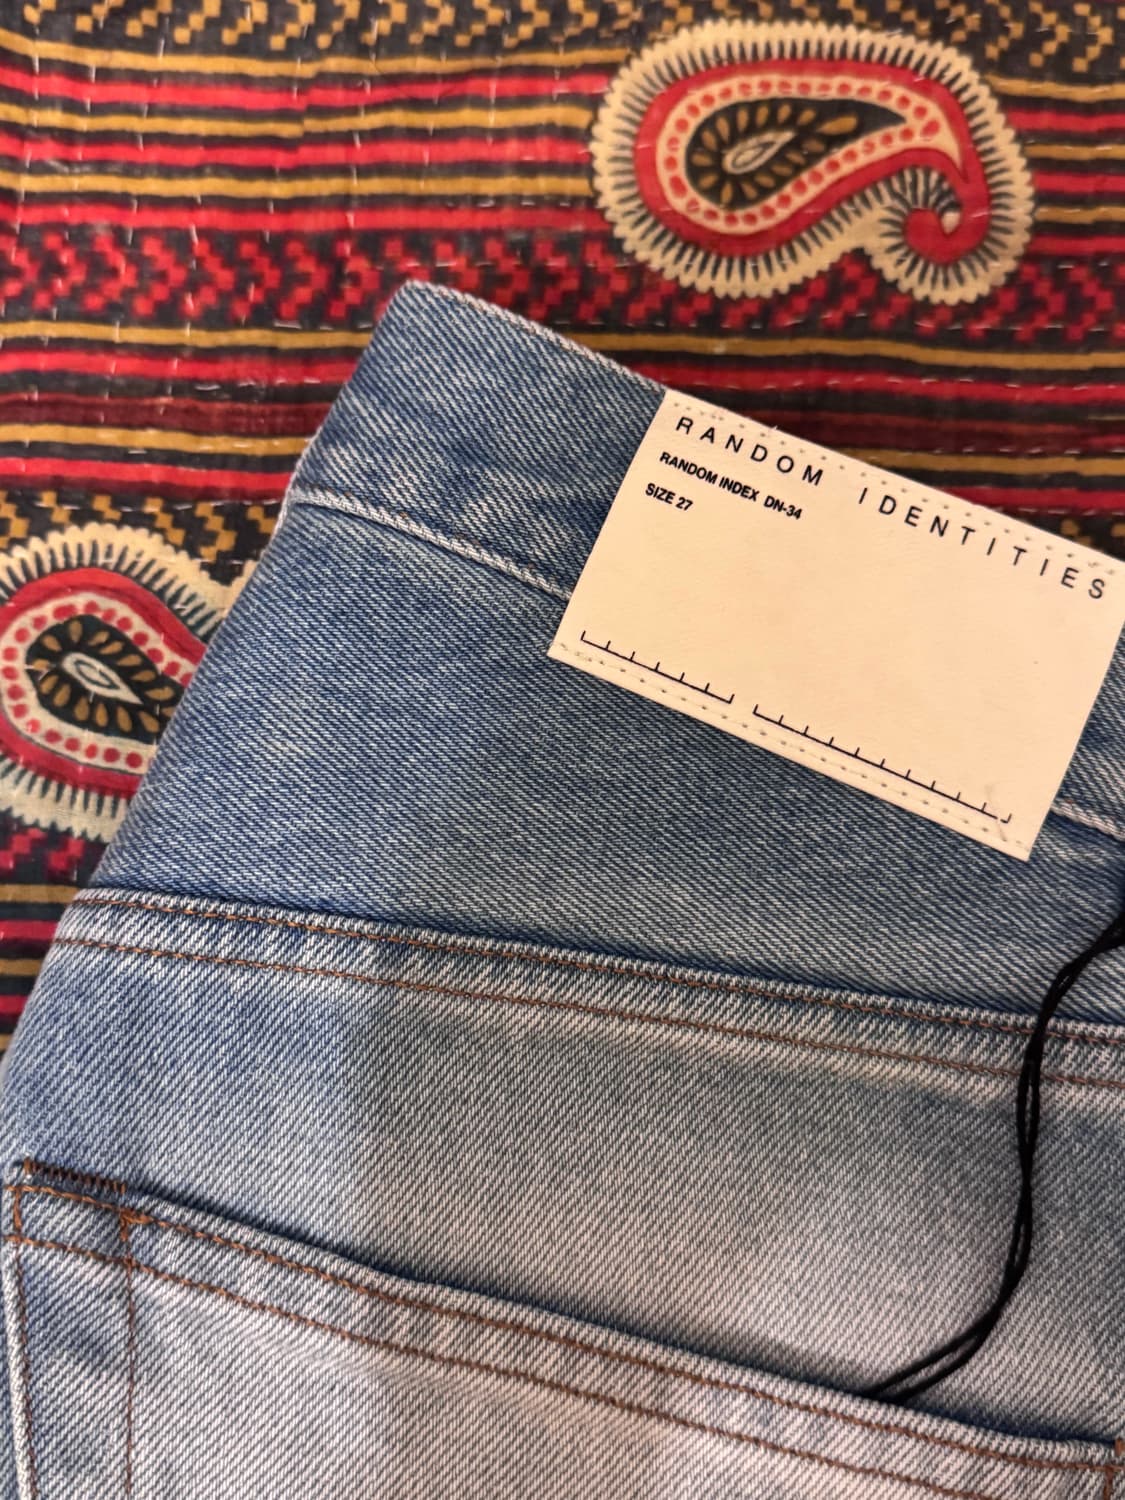 RANDOM IDENTITIES
RANDOM INDEX DN-34
SIZE 27